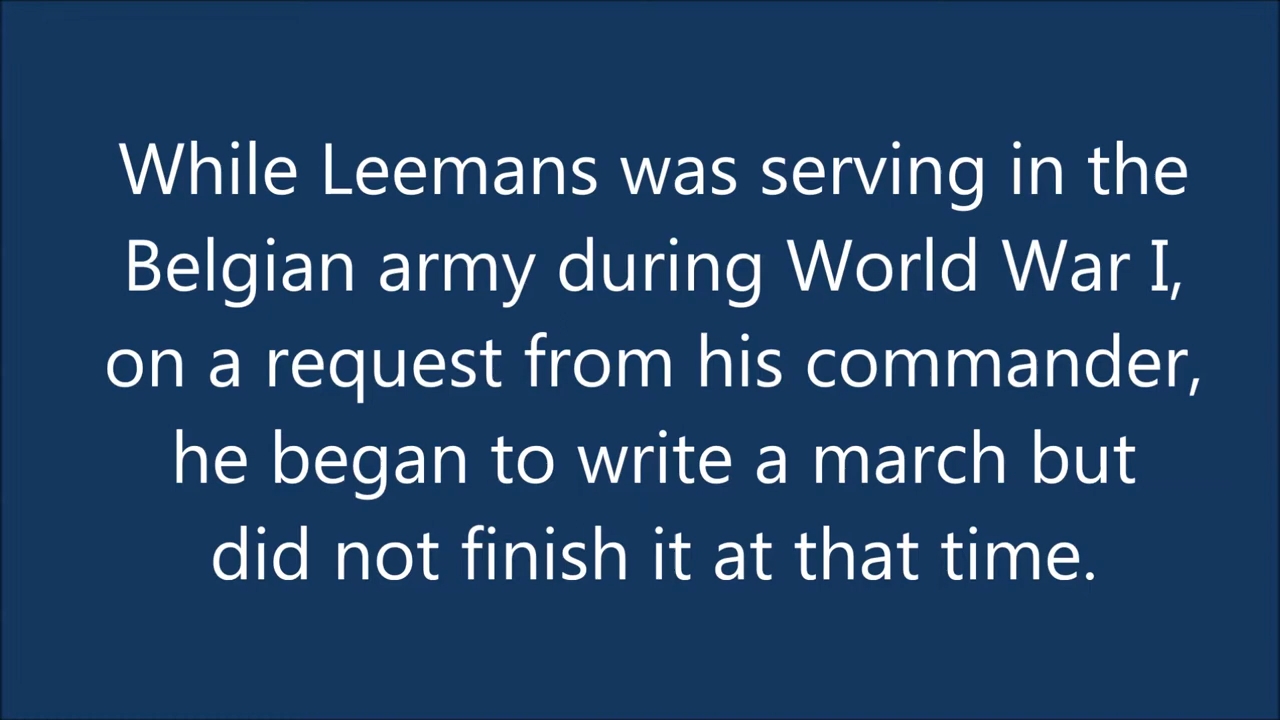 While Leemans was serving in the
Belgian army during World War I,
on a request from his commander,
he began to write a march but
did not finish it at that time.